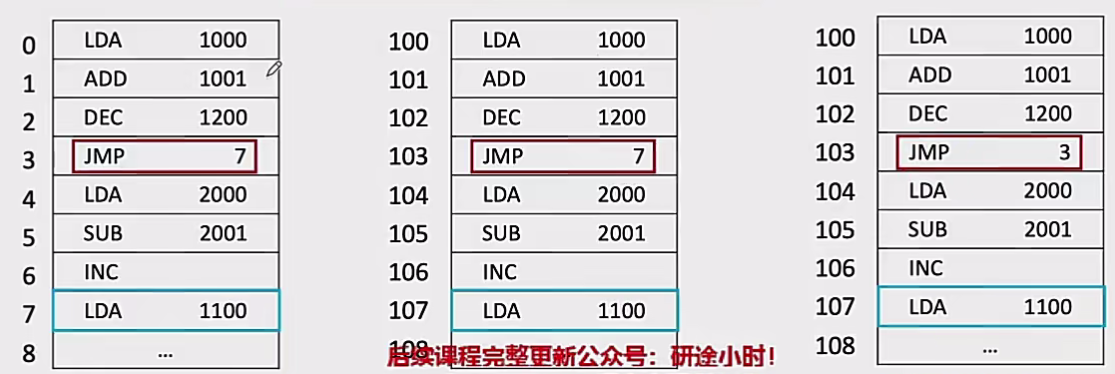 0 LDA 1000
1 ADD 1001
2 DEC 1200
3 JMP 7
4 LDA 2000
5 SUB 2001
6 INC
7 LDA 1100
8 ...
100 LDA 1000
101 ADD 1001
102 DEC 1200
103 JMP 7
104 LDA 2000
105 SUB 2001
106 INC
107 LDA 1100
108
后续课程完整更新公众号：研途小时！
100 LDA 1000
101 ADD 1001
102 DEC 1200
103 JMP 3
104 LDA 2000
105 SUB 2001
106 INC
107 LDA 1100
108 ...